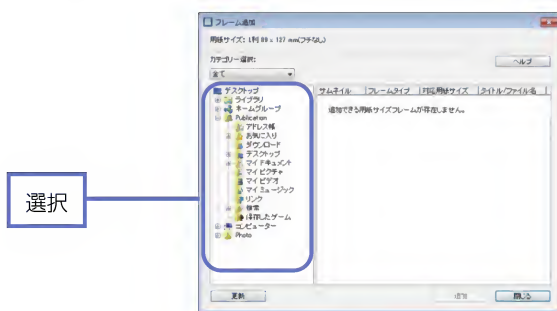 フレーム追加
用紙サイズ: L判 89 x 127 mm(フチなし)
カテゴリー選択:
ヘルプ
全て
デスクトップ
ライブラリ
ホームグループ
Publication
アドレス帳
お気に入り
ダウンロード
デスクトップ
マイ ドキュメント
マイ ピクチャ
マイ ビデオ
マイ ミュージック
リンク
検索
保存したゲーム
コンピューター
Photo
サムネイル フレームタイプ 対応用紙サイズ タイトル/ファイル名
追加できる用紙サイズフレームが存在しません。
選択
更新
追加
閉じる